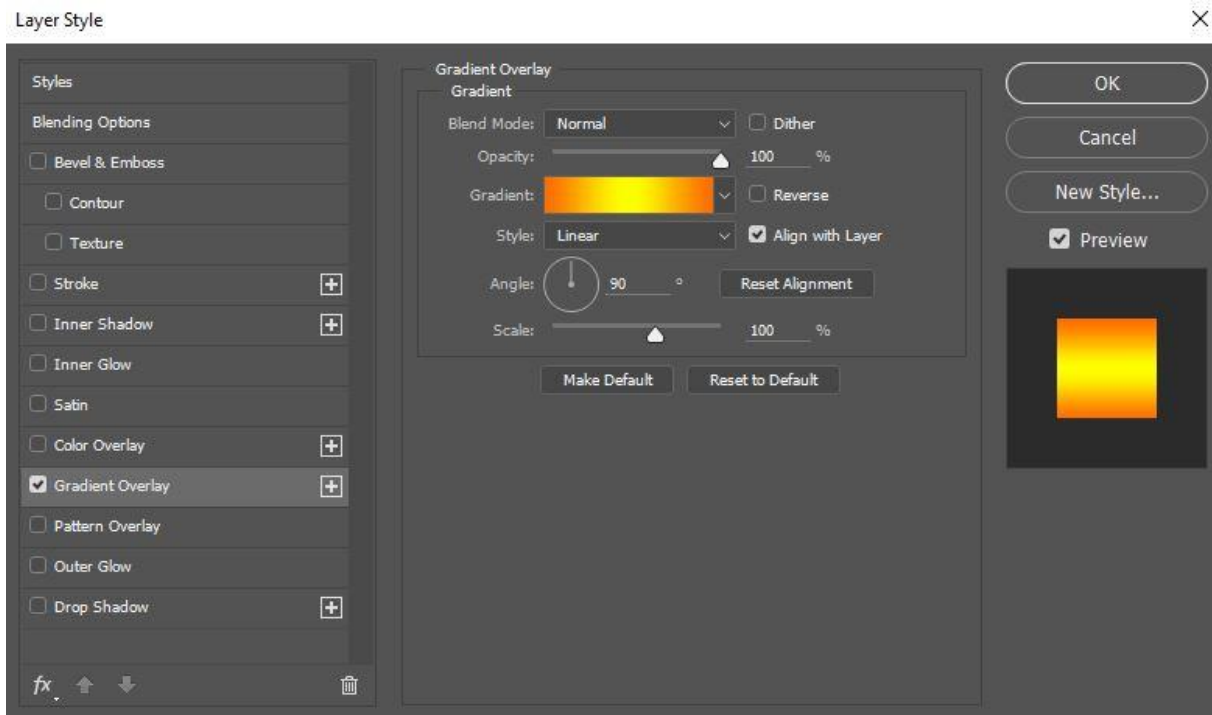 Layer Style
Styles
Blending Options
Bevel & Emboss
Contour
Texture
Stroke
Inner Shadow
Inner Glow
Satin
Color Overlay
Gradient Overlay
Pattern Overlay
Outer Glow
Drop Shadow
fx
Gradient Overlay
Gradient
Blend Mode: Normal Dither
Opacity: 100 %
Gradient: Reverse
Style: Linear Align with Layer
Angle: 90 ° Reset Alignment
Scale: 100 %
Make Default Reset to Default
OK
Cancel
New Style...
Preview